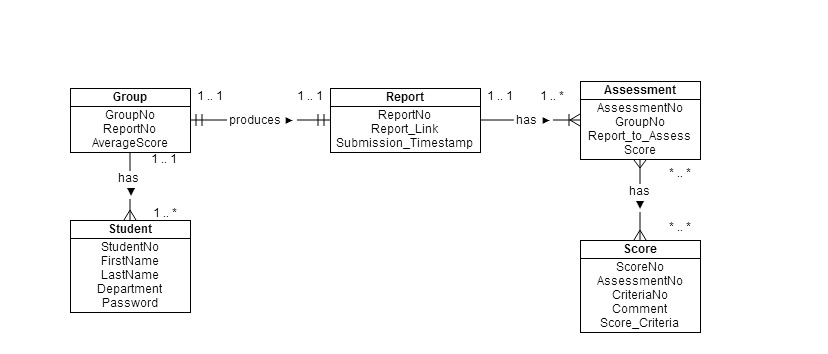 Group
GroupNo
ReportNo
AverageScore
1 .. 1
produces ►
1 .. 1
Report
ReportNo
Report_Link
Submission_Timestamp
1 .. 1
has ►
1 .. *
Assessment
AssessmentNo
GroupNo
Report_to_Assess
Score
1 .. 1
has
▼
1 .. *
Student
StudentNo
FirstName
LastName
Department
Password
* .. *
has
▼
* .. *
Score
ScoreNo
AssessmentNo
CriteriaNo
Comment
Score_Criteria